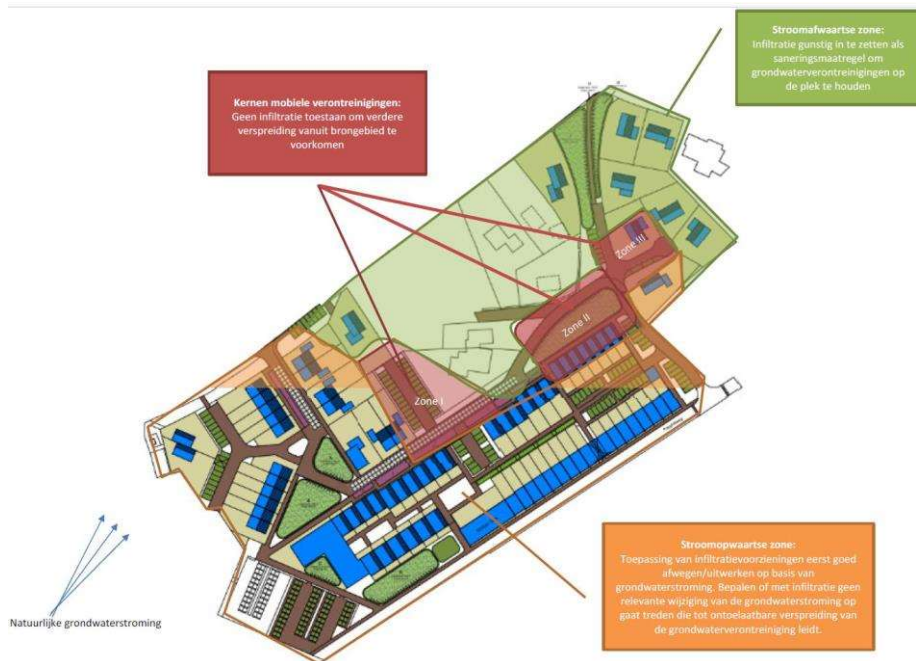 Stroomafwaartse zone:
Infiltratie gunstig in te zetten als
saneringsmaatregel om
grondwaterverontreinigingen op
de plek te houden
Kernen mobiele verontreinigingen:
Geen infiltratie toestaan om verdere
verspreiding vanuit brongebied te
voorkomen
Zone III
Zone II
Zone I
Stroomopwaartse zone:
Toepassing van infiltratievoorzieningen eerst goed
afwegen/uitwerken op basis van
grondwaterstroming. Bepalen of met infiltratie geen
relevante wijziging van de grondwaterstroming op
gaat treden die tot ontoelaatbare verspreiding van
de grondwaterverontreiniging leidt.
Natuurlijke grondwaterstroming